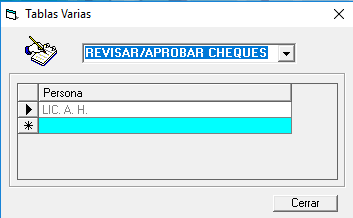 Tablas Varias
REVISAR/APROBAR CHEQUES
Persona
LIC. A. H.
Cerrar